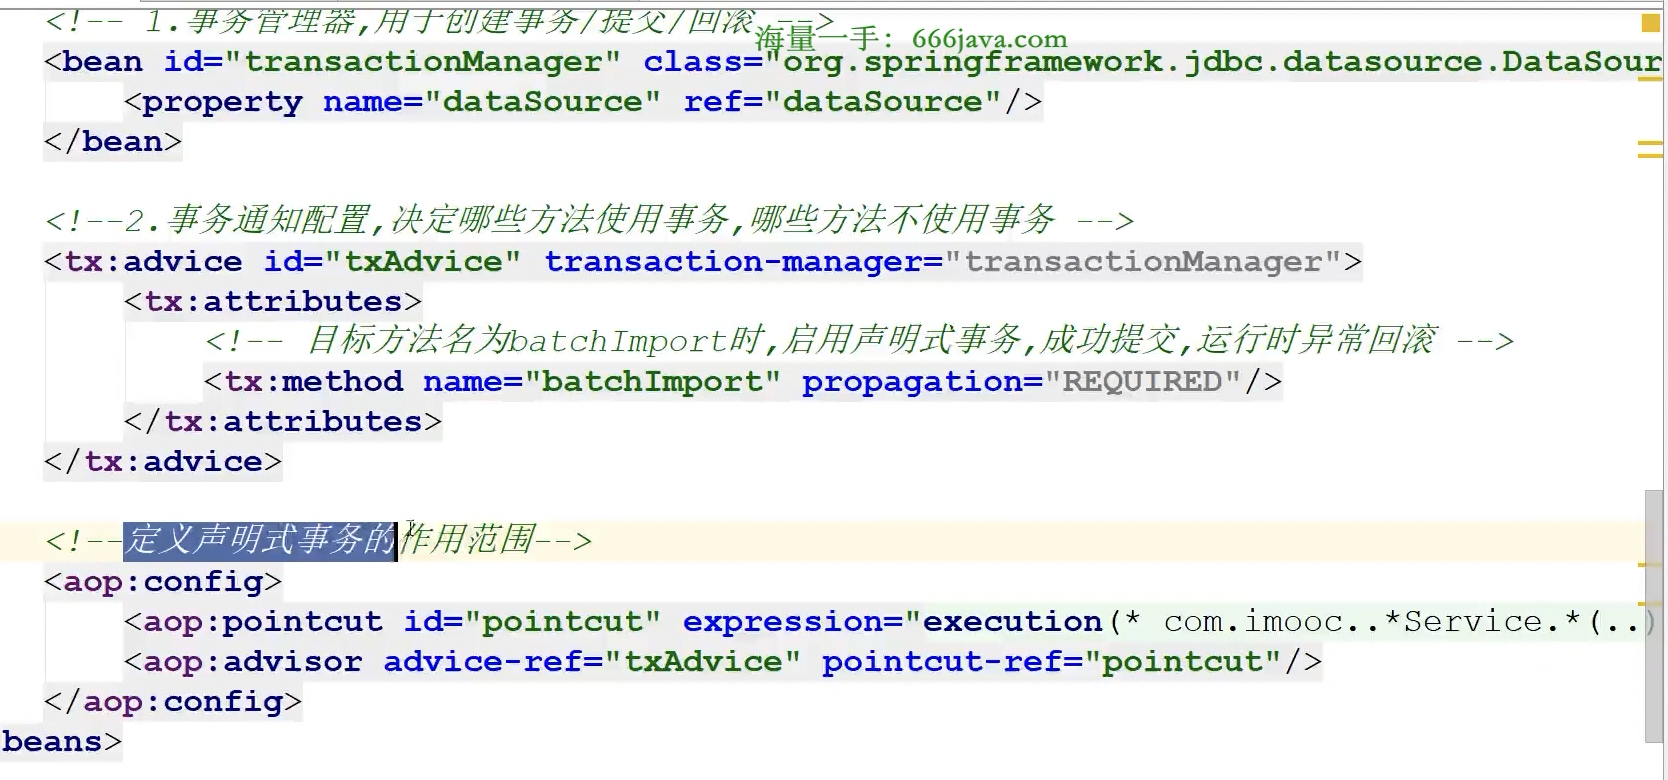 <!-- 1.事务管理器,用于创建事务/提交/回滚 -->
海量一手：666java.com
<bean id="transactionManager" class="org.springframework.jdbc.datasource.DataSour
<property name="dataSource" ref="dataSource"/>
</bean>
<!--2.事务通知配置,决定哪些方法使用事务,哪些方法不使用事务 -->
<tx:advice id="txAdvice" transaction-manager="transactionManager">
<tx:attributes>
<!-- 目标方法名为batchImport时,启用声明式事务,成功提交,运行时异常回滚 -->
<tx:method name="batchImport" propagation="REQUIRED"/>
</tx:attributes>
</tx:advice>
<!--定义声明式事务的作用范围-->
<aop:config>
<aop:pointcut id="pointcut" expression="execution(* com.imooc..*Service.*(..)
<aop:advisor advice-ref="txAdvice" pointcut-ref="pointcut"/>
</aop:config>
beans>